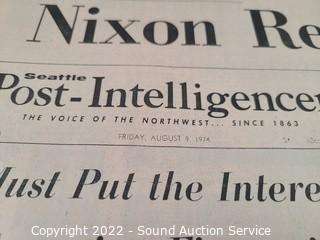 Nixon Re
Seattle
Post-Intelligencer
THE VOICE OF THE NORTHWEST... SINCE 1863
FRIDAY, AUGUST 9, 1974
Must Put the Intere
Copyright 2022 - Sound Auction Service